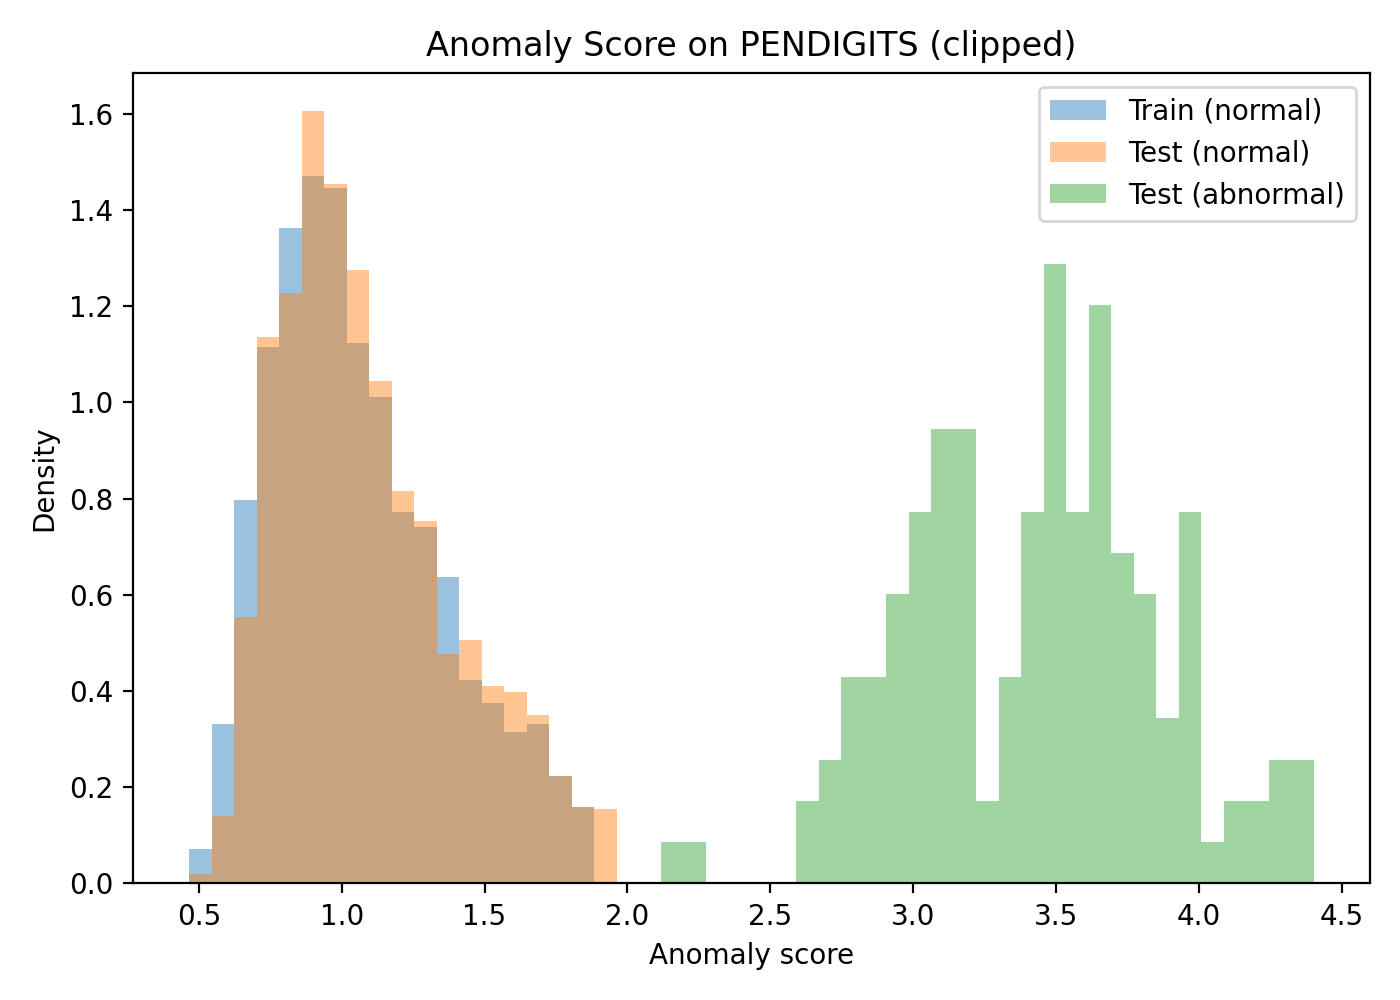 Anomaly Score on PENDIGITS (clipped)
Train (normal)
Test (normal)
Test (abnormal)
Density
1.6
1.4
1.2
1.0
0.8
0.6
0.4
0.2
0.0
0.5 1.0 1.5 2.0 2.5 3.0 3.5 4.0 4.5
Anomaly score